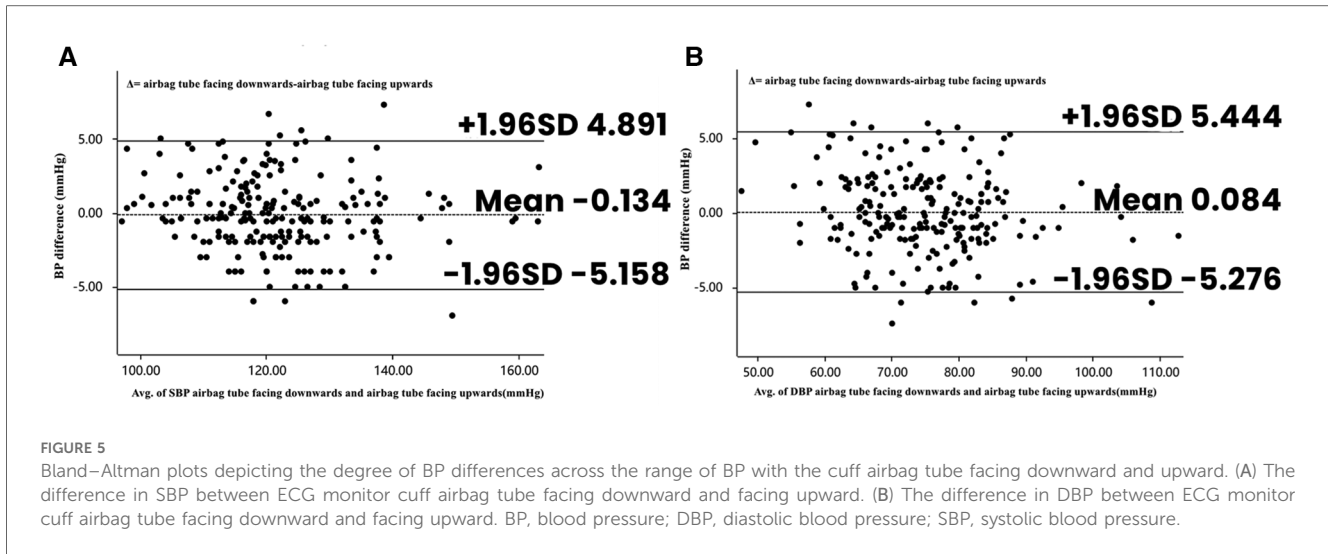 A
Δ= airbag tube facing downwards-airbag tube facing upwards
+1.96SD 4.891
Mean -0.134
-1.96SD -5.158
BP difference (mmHg)
5.00
0.00
-5.00
100.00 120.00 140.00 160.00
Avg. of SBP airbag tube facing downwards and airbag tube facing upwards(mmHg)
B
Δ= airbag tube facing downwards-airbag tube facing upwards
+1.96SD 5.444
Mean 0.084
-1.96SD -5.276
BP difference (mmHg)
5.00
0.00
-5.00
50.00 60.00 70.00 80.00 90.00 100.00 110.00
Avg. of DBP airbag tube facing downwards and airbag tube facing upwards(mmHg)
FIGURE 5
Bland–Altman plots depicting the degree of BP differences across the range of BP with the cuff airbag tube facing downward and upward. (A) The
difference in SBP between ECG monitor cuff airbag tube facing downward and facing upward. (B) The difference in DBP between ECG monitor
cuff airbag tube facing downward and facing upward. BP, blood pressure; DBP, diastolic blood pressure; SBP, systolic blood pressure.